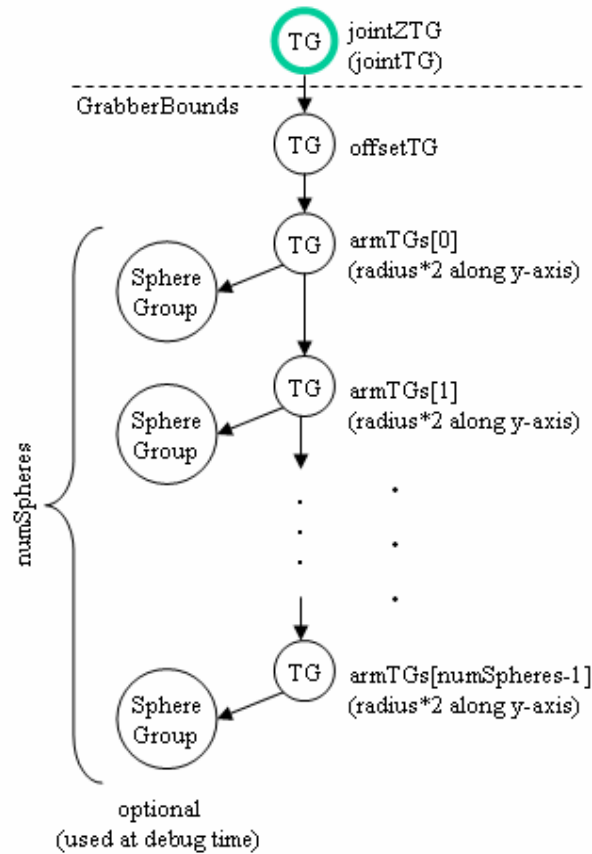 TG
jointZTG
(jointTG)
GrabberBounds
TG
offsetTG
TG
armTGs[0]
(radius*2 along y-axis)
Sphere
Group
TG
armTGs[1]
(radius*2 along y-axis)
Sphere
Group
numSpheres
TG
armTGs[numSpheres-1]
(radius*2 along y-axis)
Sphere
Group
optional
(used at debug time)